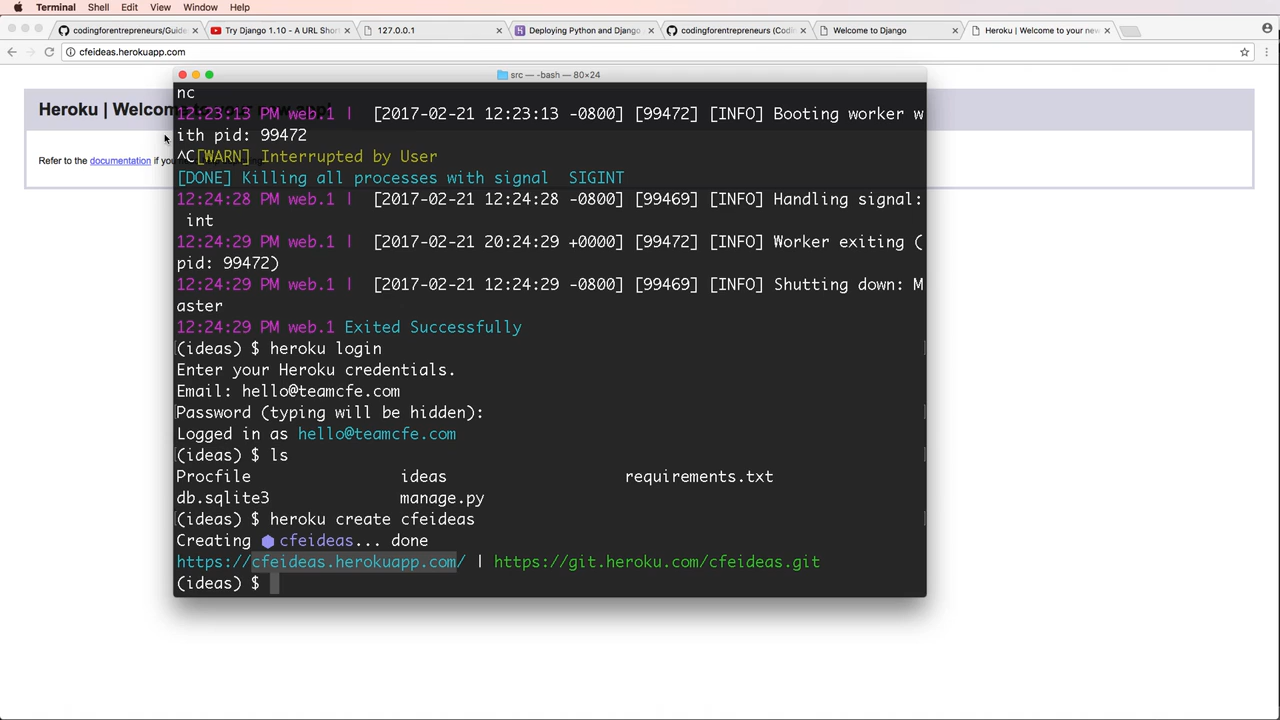 Terminal Shell Edit View Window Help
codingforentrepreneurs/Guide
Try Django 1.10 - A URL Short
127.0.0.1
Deploying Python and Django
codingforentrepreneurs (Codi
Welcome to Django
Heroku | Welcome to your new
cfeideas.herokuapp.com
src — -bash — 80×24
Heroku | Welcome
Refer to the documentation if you
nc
12:23:13 PM web.1 | [2017-02-21 12:23:13 -0800] [99472] [INFO] Booting worker w
ith pid: 99472
^C[WARN] Interrupted by User
[DONE] Killing all processes with signal SIGINT
12:24:28 PM web.1 | [2017-02-21 12:24:28 -0800] [99469] [INFO] Handling signal:
int
12:24:29 PM web.1 | [2017-02-21 20:24:29 +0000] [99472] [INFO] Worker exiting (
pid: 99472)
12:24:29 PM web.1 | [2017-02-21 12:24:29 -0800] [99469] [INFO] Shutting down: M
aster
12:24:29 PM web.1 Exited Successfully
(ideas) $ heroku login
Enter your Heroku credentials.
Email: hello@teamcfe.com
Password (typing will be hidden):
Logged in as hello@teamcfe.com
(ideas) $ ls
Procfile ideas requirements.txt
db.sqlite3 manage.py
(ideas) $ heroku create cfeideas
Creating ⬢ cfeideas... done
https://cfeideas.herokuapp.com/ | https://git.heroku.com/cfeideas.git
(ideas) $